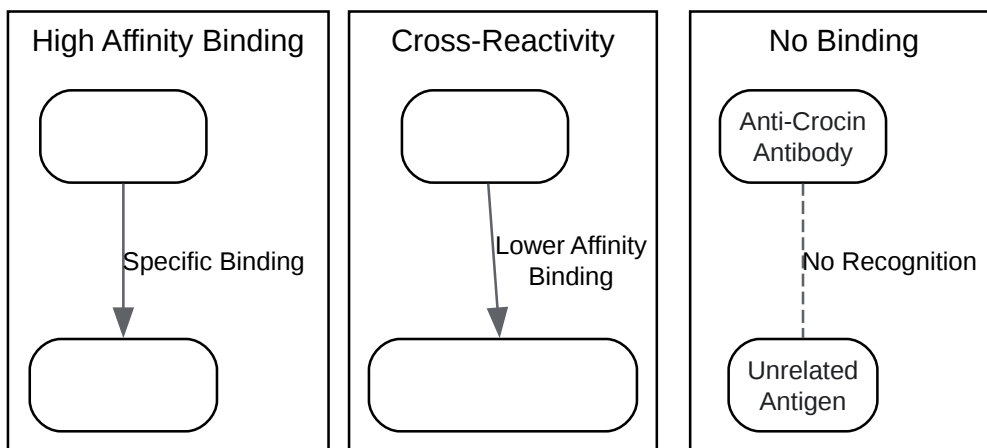 High Affinity Binding
Specific Binding
Cross-Reactivity
Lower Affinity
Binding
No Binding
Anti-Crocin
Antibody
No Recognition
Unrelated
Antigen